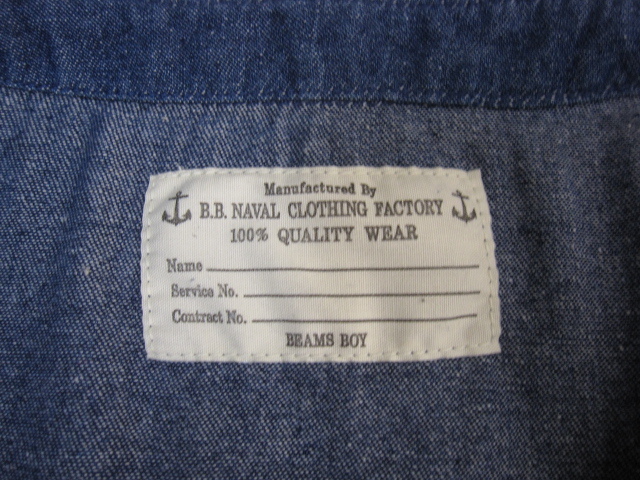 Manufactured By
B.B. NAVAL CLOTHING FACTORY
100% QUALITY WEAR
Name
Service No.
Contract No.
BEAMS BOY